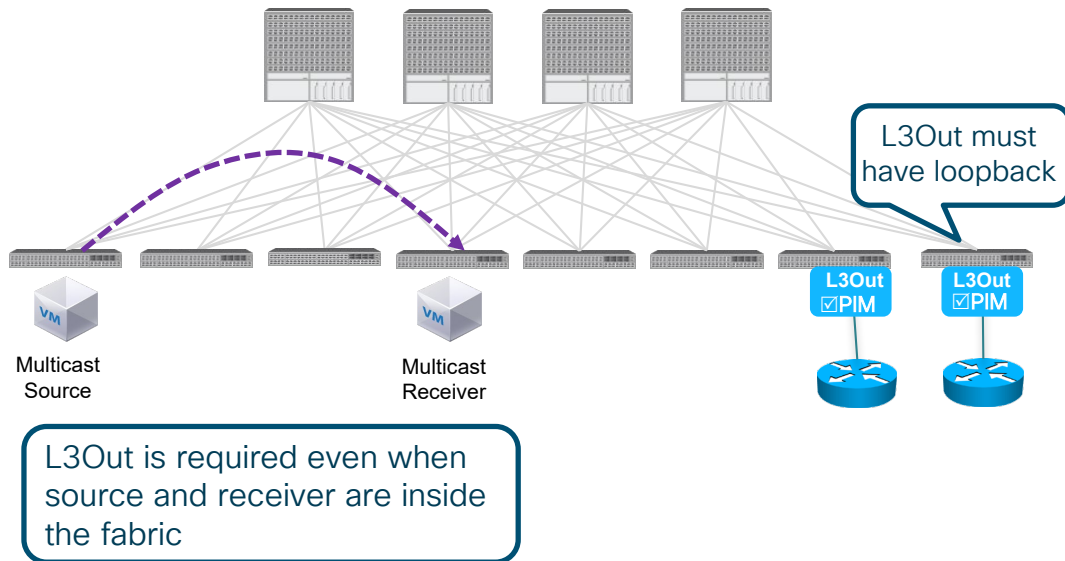 L3Out must
have loopback
L3Out
☑PIM
L3Out
☑PIM
VM
VM
Multicast
Source
Multicast
Receiver
L3Out is required even when
source and receiver are inside
the fabric